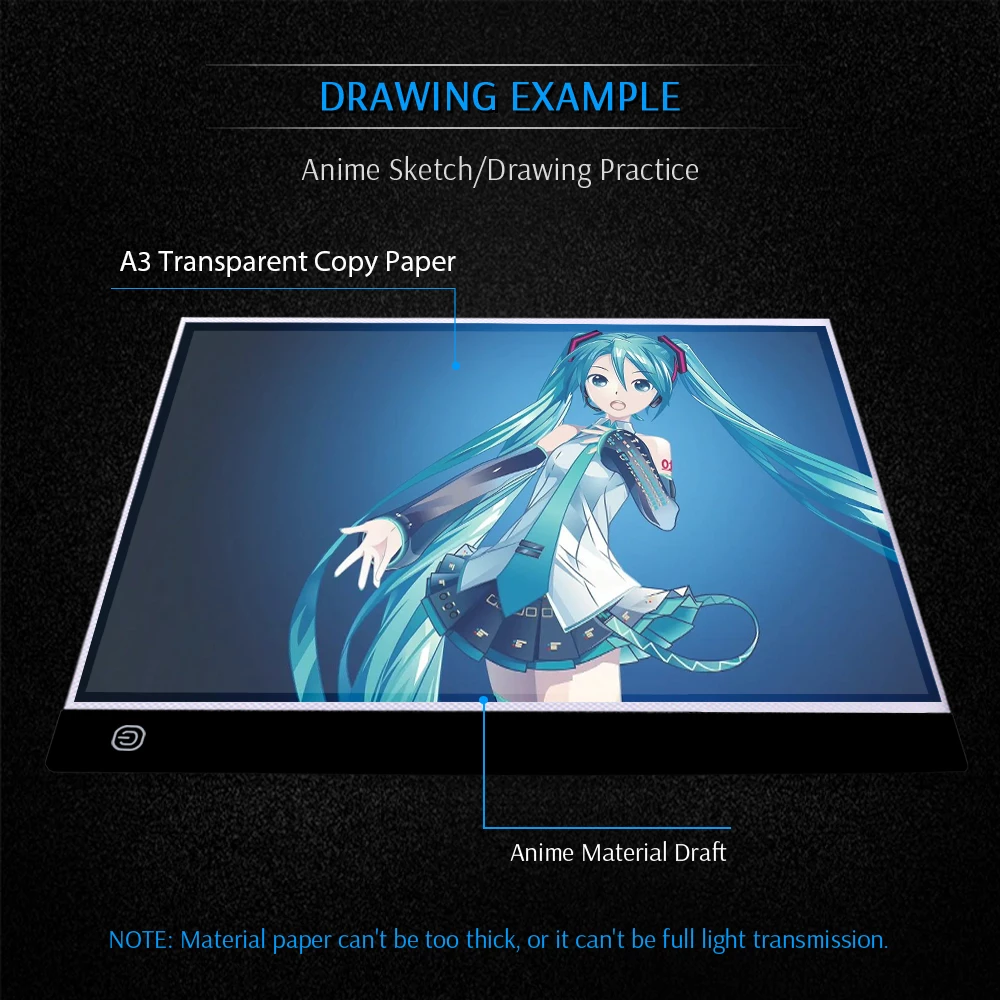 DRAWING EXAMPLE
Anime Sketch/Drawing Practice
A3 Transparent Copy Paper
01
Anime Material Draft
NOTE: Material paper can't be too thick, or it can't be full light transmission.